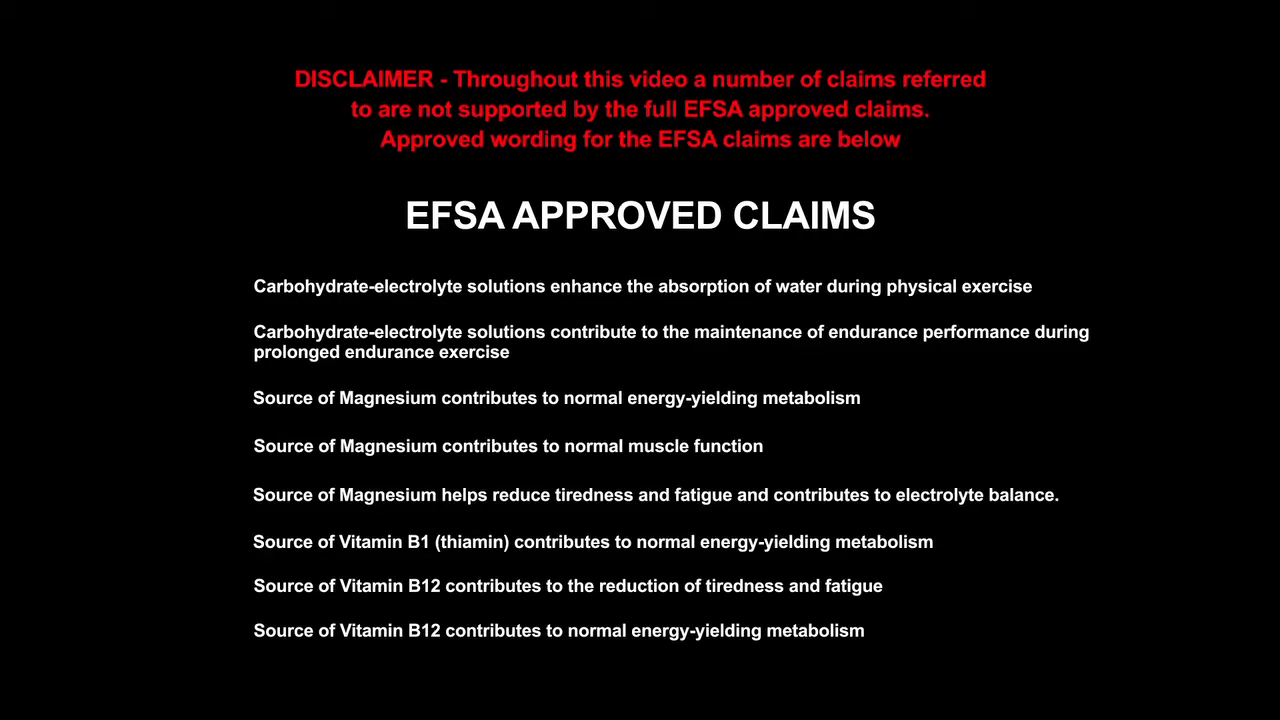 DISCLAIMER - Throughout this video a number of claims referred
to are not supported by the full EFSA approved claims.
Approved wording for the EFSA claims are below
EFSA APPROVED CLAIMS
Carbohydrate-electrolyte solutions enhance the absorption of water during physical exercise
Carbohydrate-electrolyte solutions contribute to the maintenance of endurance performance during
prolonged endurance exercise
Source of Magnesium contributes to normal energy-yielding metabolism
Source of Magnesium contributes to normal muscle function
Source of Magnesium helps reduce tiredness and fatigue and contributes to electrolyte balance.
Source of Vitamin B1 (thiamin) contributes to normal energy-yielding metabolism
Source of Vitamin B12 contributes to the reduction of tiredness and fatigue
Source of Vitamin B12 contributes to normal energy-yielding metabolism